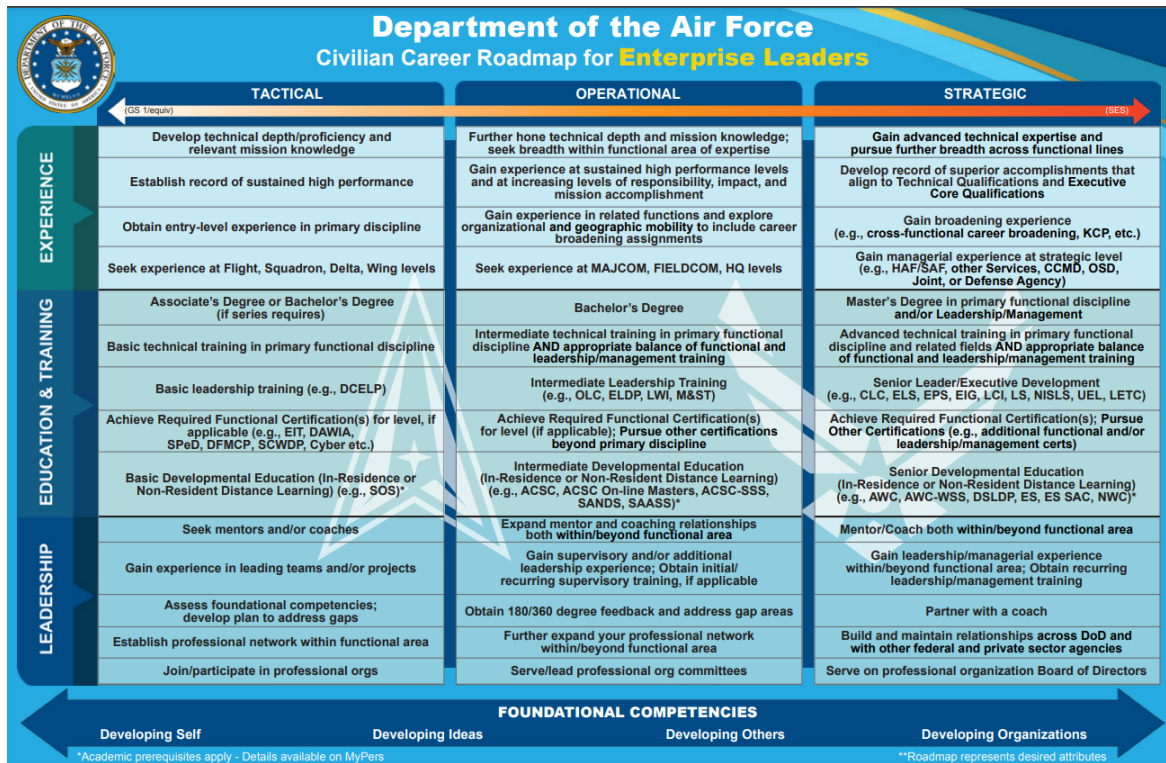 Department of the Air Force
Civilian Career Roadmap for Enterprise Leaders
DEPARTMENT OF THE AIR FORCE
UNITED STATES OF AMERICA
TACTICAL
OPERATIONAL
STRATEGIC
(GS 1/equiv)
(SES)
EXPERIENCE
Develop technical depth/proficiency and
relevant mission knowledge
Further hone technical depth and mission knowledge;
seek breadth within functional area of expertise
Gain advanced technical expertise and
pursue further breadth across functional lines
Establish record of sustained high performance
Gain experience at sustained high performance levels
and at increasing levels of responsibility, impact, and
mission accomplishment
Develop record of superior accomplishments that
align to Technical Qualifications and Executive
Core Qualifications
Obtain entry-level experience in primary discipline
Gain experience in related functions and explore
organizational and geographic mobility to include career
broadening assignments
Gain broadening experience
(e.g., cross-functional career broadening, KCP, etc.)
Seek experience at Flight, Squadron, Delta, Wing levels
Seek experience at MAJCOM, FIELDCOM, HQ levels
Gain managerial experience at strategic level
(e.g., HAF/SAF, other Services, CCMD, OSD,
Joint, or Defense Agency)
EDUCATION & TRAINING
Associate's Degree or Bachelor's Degree
(if series requires)
Bachelor's Degree
Master's Degree in primary functional discipline
and/or Leadership/Management
Basic technical training in primary functional discipline
Intermediate technical training in primary functional
discipline AND appropriate balance of functional and
leadership/management training
Advanced technical training in primary functional
discipline and related fields AND appropriate balance
of functional and leadership/management training
Basic leadership training (e.g., DCELP)
Intermediate Leadership Training
(e.g., OLC, ELDP, LWI, M&ST)
Senior Leader/Executive Development
(e.g., CLC, ELS, EPS, EIG, LCI, LS, NISLS, UEL, LETC)
Achieve Required Functional Certification(s) for level, if
applicable (e.g., EIT, DAWIA,
SPeD, DFMCP, SCWDP, Cyber etc.)
Achieve Required Functional Certification(s)
for level (if applicable); Pursue other certifications
beyond primary discipline
Achieve Required Functional Certification(s); Pursue
Other Certifications (e.g., additional functional and/or
leadership/management certs)
Basic Developmental Education (In-Residence or
Non-Resident Distance Learning) (e.g., SOS)*
Intermediate Developmental Education
(In-Residence or Non-Resident Distance Learning)
(e.g., ACSC, ACSC On-line Masters, ACSC-SSS,
SANDS, SAASS)*
Senior Developmental Education
(In-Residence or Non-Resident Distance Learning)
(e.g., AWC, AWC-WSS, DSLDP, ES, ES SAC, NWC)*
LEADERSHIP
Seek mentors and/or coaches
Expand mentor and coaching relationships
both within/beyond functional area
Mentor/Coach both within/beyond functional area
Gain experience in leading teams and/or projects
Gain supervisory and/or additional
leadership experience; Obtain initial/
recurring supervisory training, if applicable
Gain leadership/managerial experience
within/beyond functional area; Obtain recurring
leadership/management training
Assess foundational competencies;
develop plan to address gaps
Obtain 180/360 degree feedback and address gap areas
Partner with a coach
Establish professional network within functional area
Further expand your professional network
within/beyond functional area
Build and maintain relationships across DoD and
with other federal and private sector agencies
Join/participate in professional orgs
Serve/lead professional org committees
Serve on professional organization Board of Directors
FOUNDATIONAL COMPETENCIES
Developing Self
Developing Ideas
Developing Others
Developing Organizations
*Academic prerequisites apply - Details available on MyPers
**Roadmap represents desired attributes